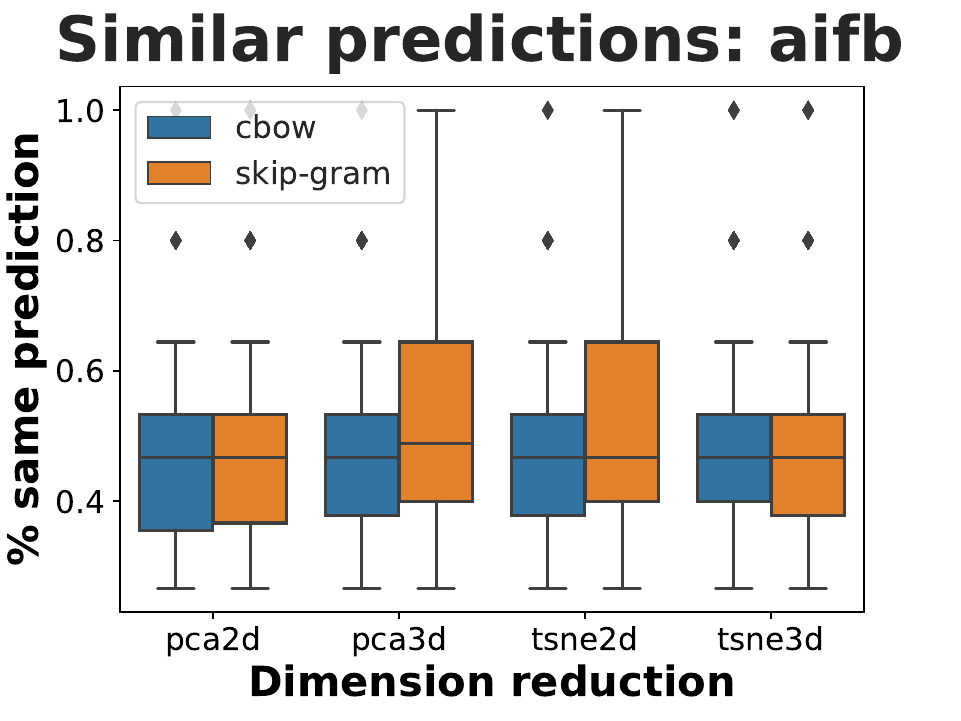 Similar predictions: aifb
% same prediction
1.0
0.8
0.6
0.4
cbow
skip-gram
pca2d
pca3d
tsne2d
tsne3d
Dimension reduction